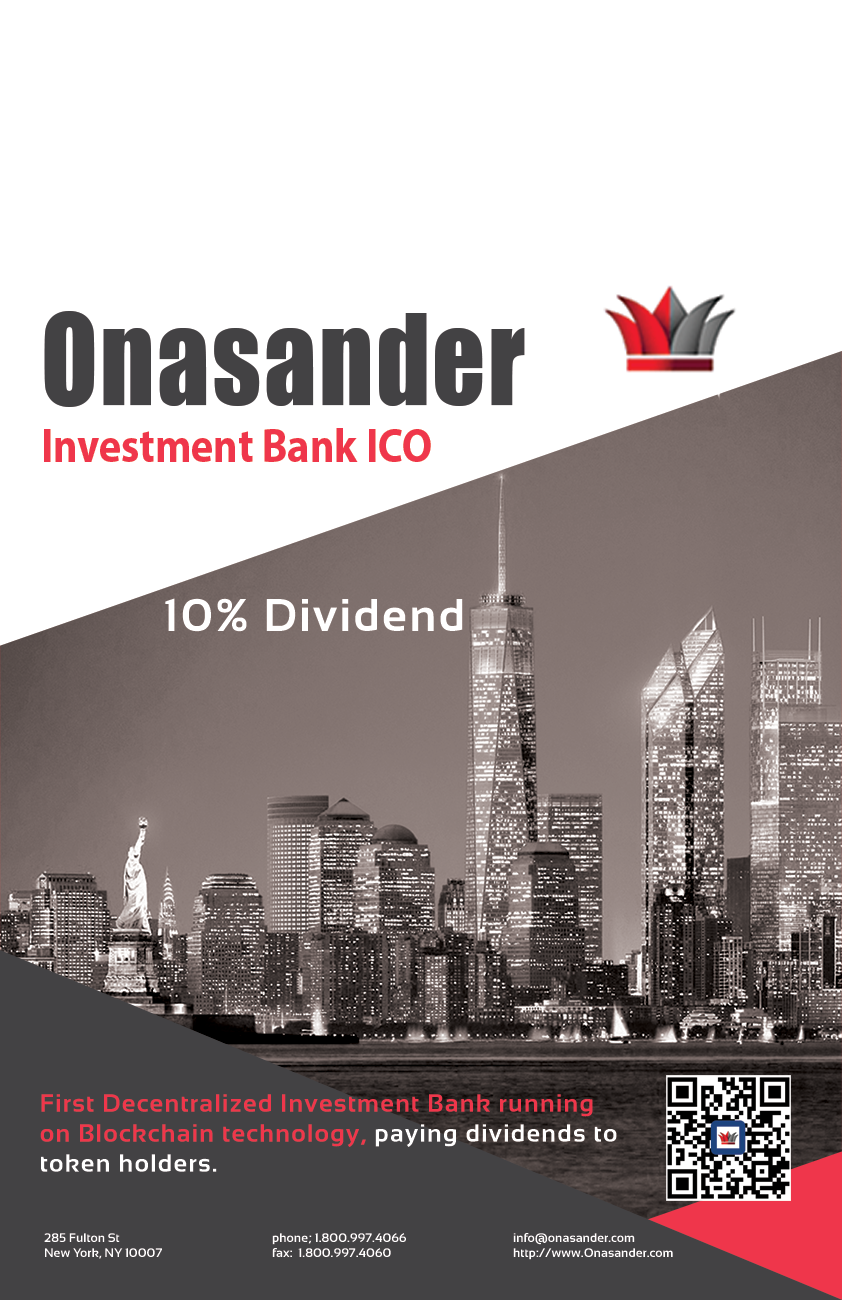 Onasander
Investment Bank ICO
10% Dividend
First Decentralized Investment Bank running
on Blockchain technology, paying dividends to
token holders.
285 Fulton St
New York, NY 10007
phone; 1.800.997.4066
fax: 1.800.997.4060
info@onasander.com
http://www.Onasander.com